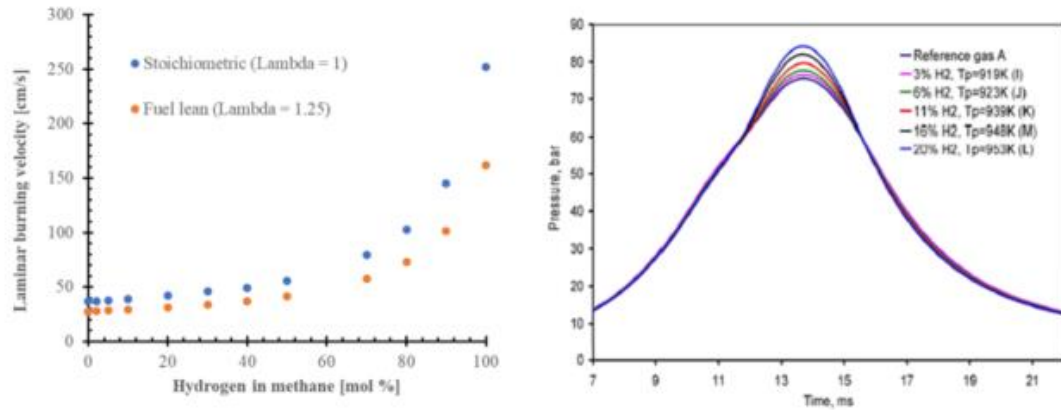 300
250
200
150
100
50
0
Laminar burning velocity [cm/s]
Stoichiometric (Lambda = 1)
Fuel lean (Lambda = 1.25)
0 20 40 60 80 100
Hydrogen in methane [mol %]
90
80
70
60
50
40
30
20
10
0
Pressure, bar
Reference gas A
3% H2, Tp=919K (I)
6% H2, Tp=923K (J)
11% H2, Tp=939K (K)
16% H2, Tp=948K (M)
20% H2, Tp=953K (L)
7 9 11 13 15 17 19 21
Time, ms